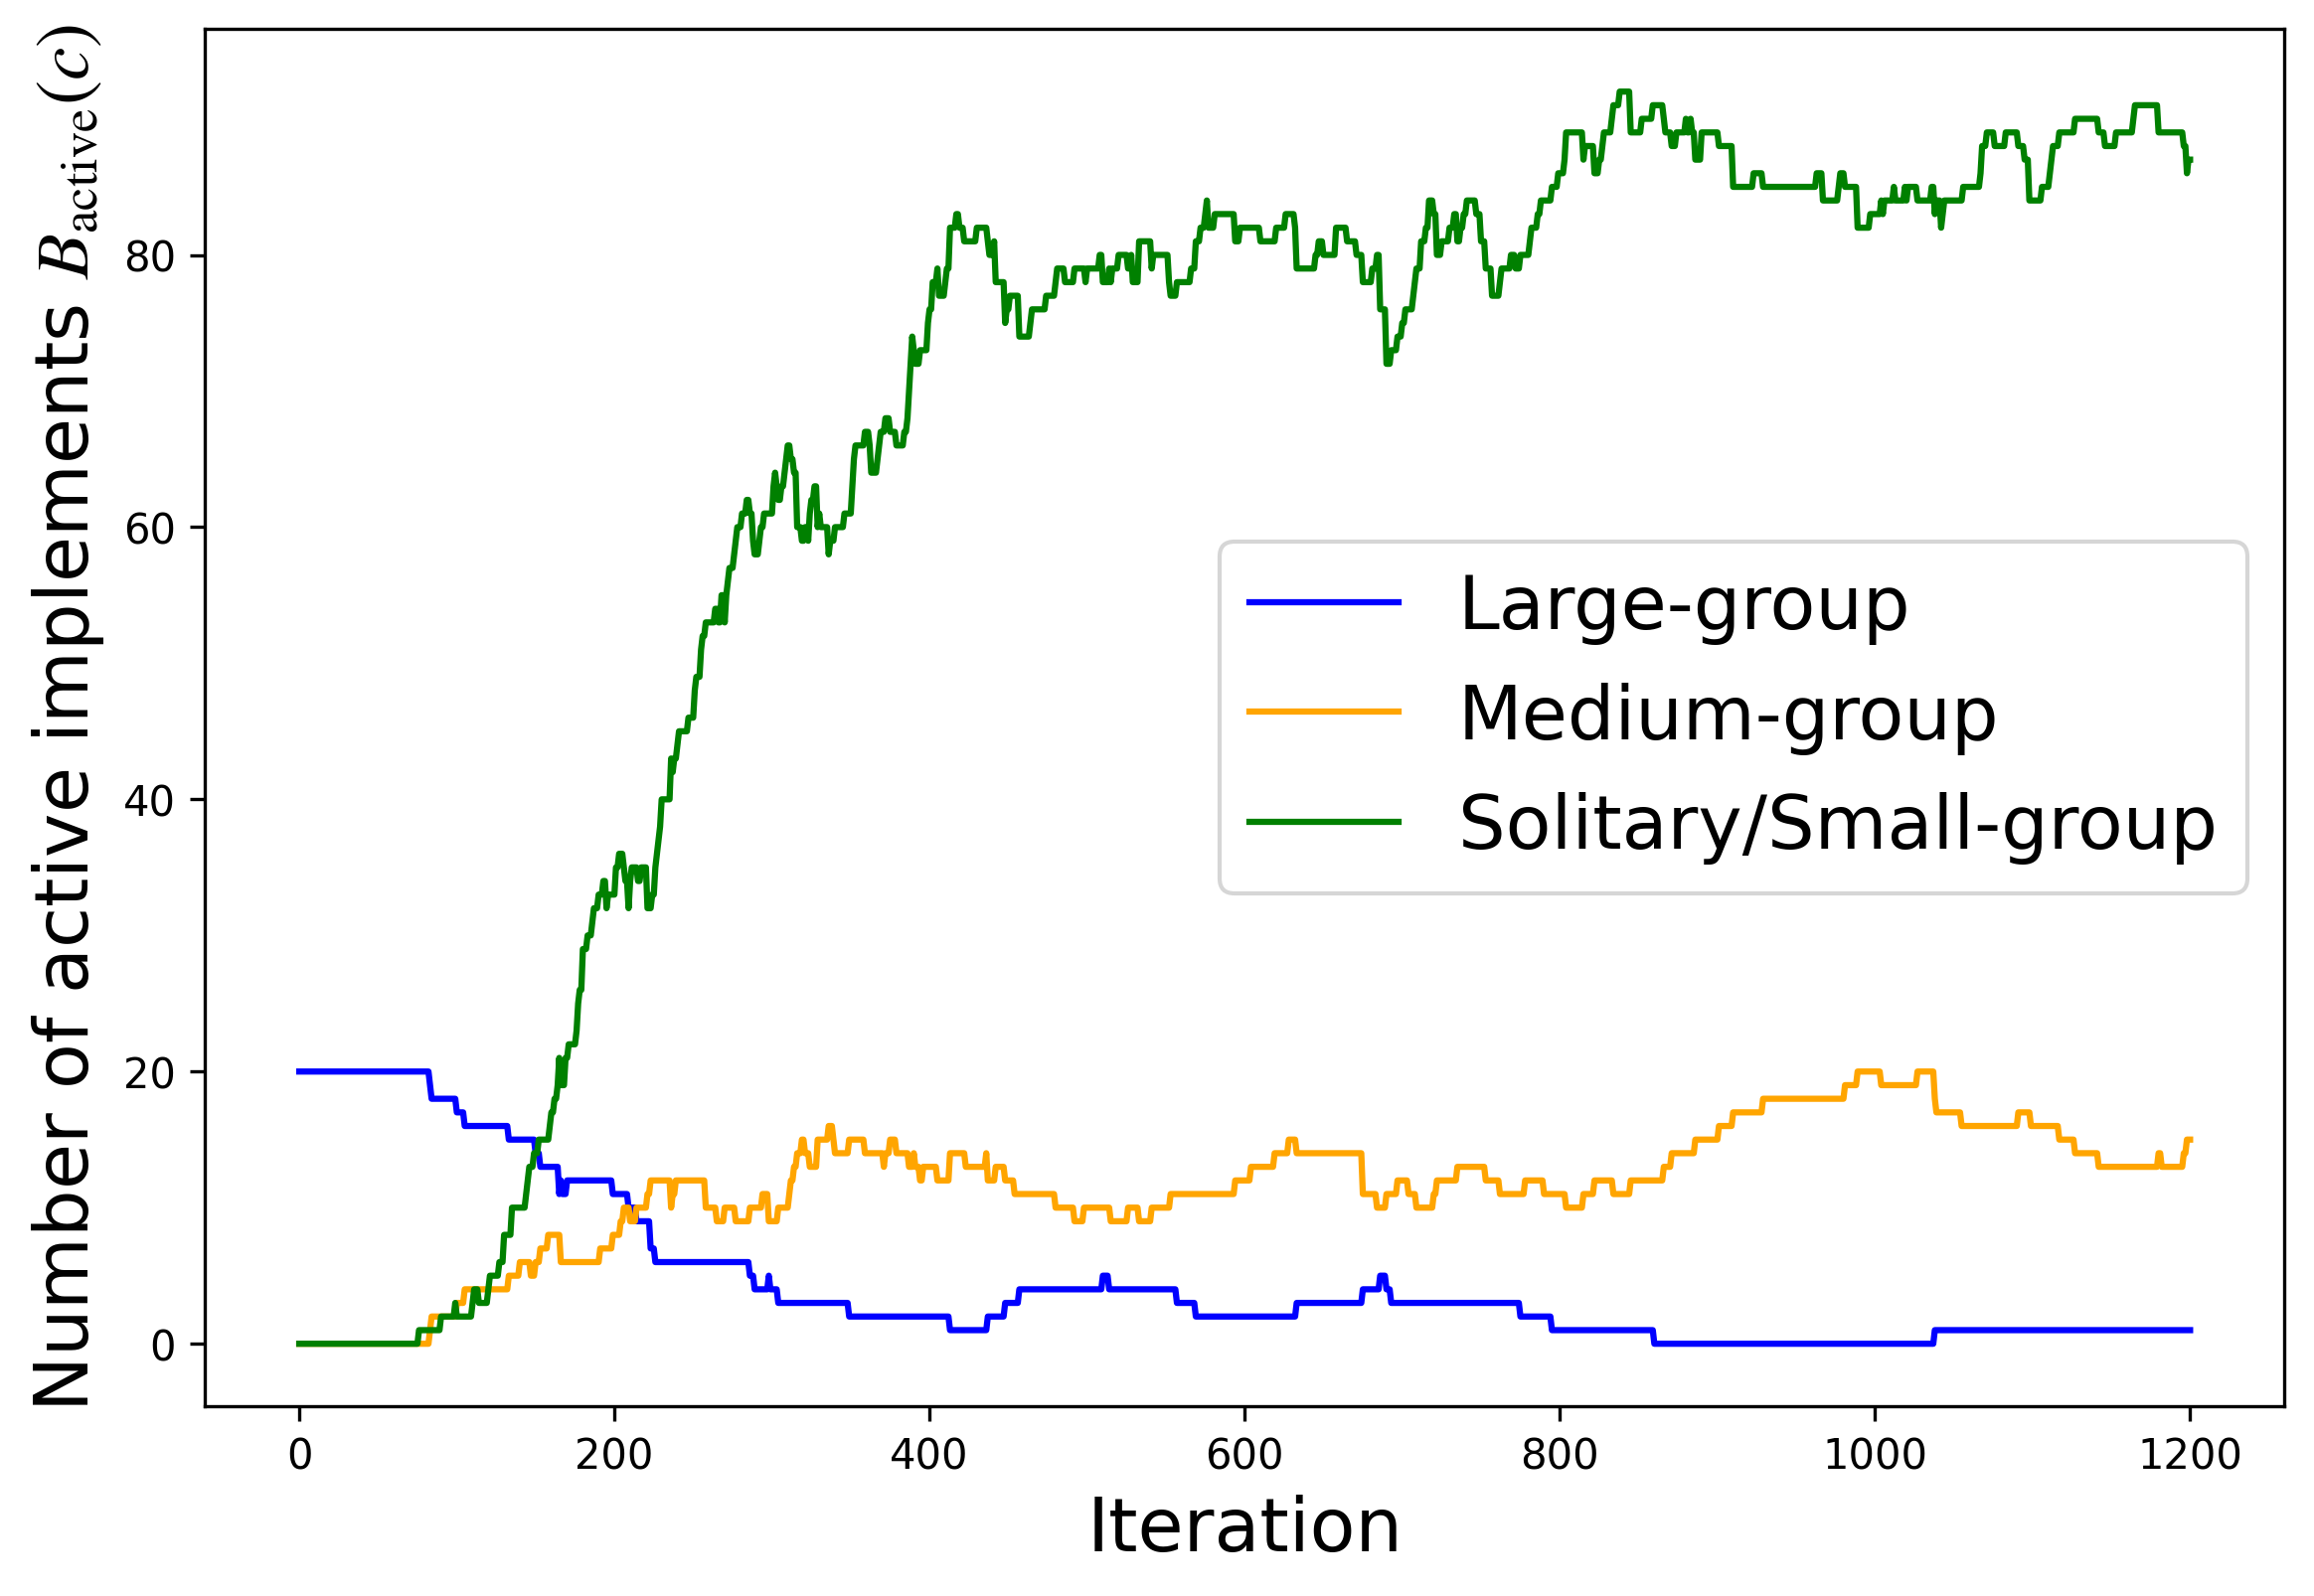 Number of active implements B_active(c)
80
60
40
20
0
Large-group
Medium-group
Solitary/Small-group
0 200 400 600 800 1000 1200
Iteration